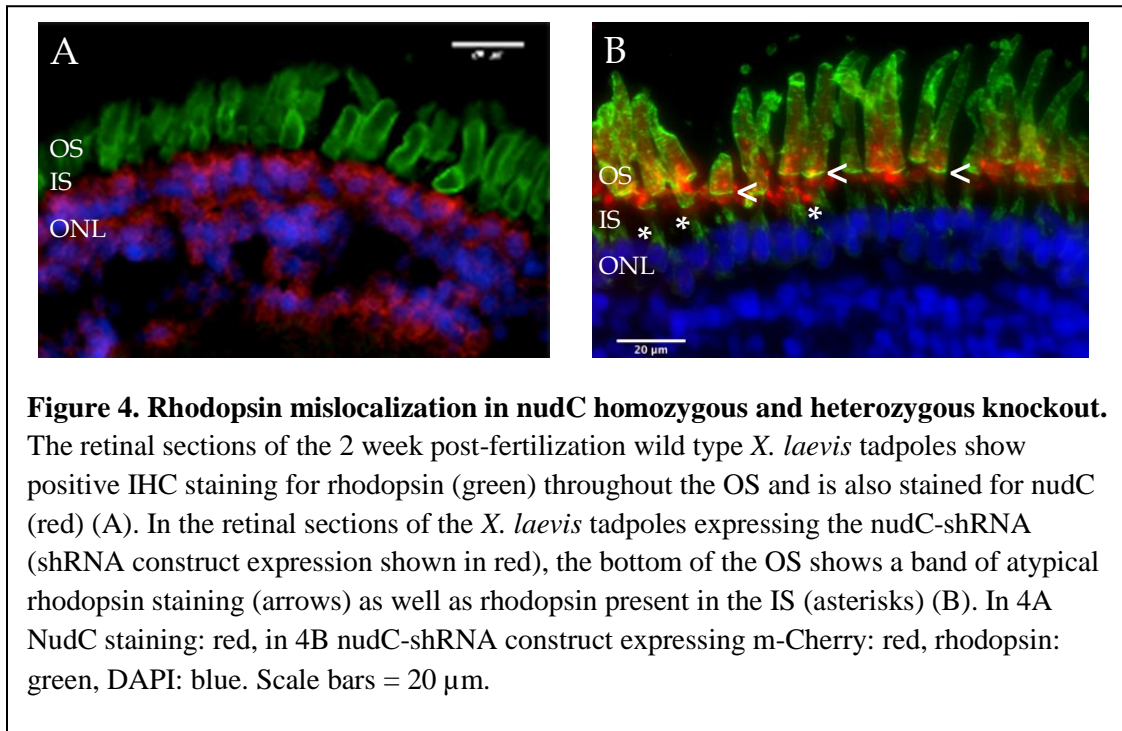 A
B
OS
IS
ONL
OS
IS
ONL
<
<
<
*
*
*
20 µm
Figure 4. Rhodopsin mislocalization in nudC homozygous and heterozygous knockout.
The retinal sections of the 2 week post-fertilization wild type X. laevis tadpoles show
positive IHC staining for rhodopsin (green) throughout the OS and is also stained for nudC
(red) (A). In the retinal sections of the X. laevis tadpoles expressing the nudC-shRNA
(shRNA construct expression shown in red), the bottom of the OS shows a band of atypical
rhodopsin staining (arrows) as well as rhodopsin present in the IS (asterisks) (B). In 4A
NudC staining: red, in 4B nudC-shRNA construct expressing m-Cherry: red, rhodopsin:
green, DAPI: blue. Scale bars = 20 µm.